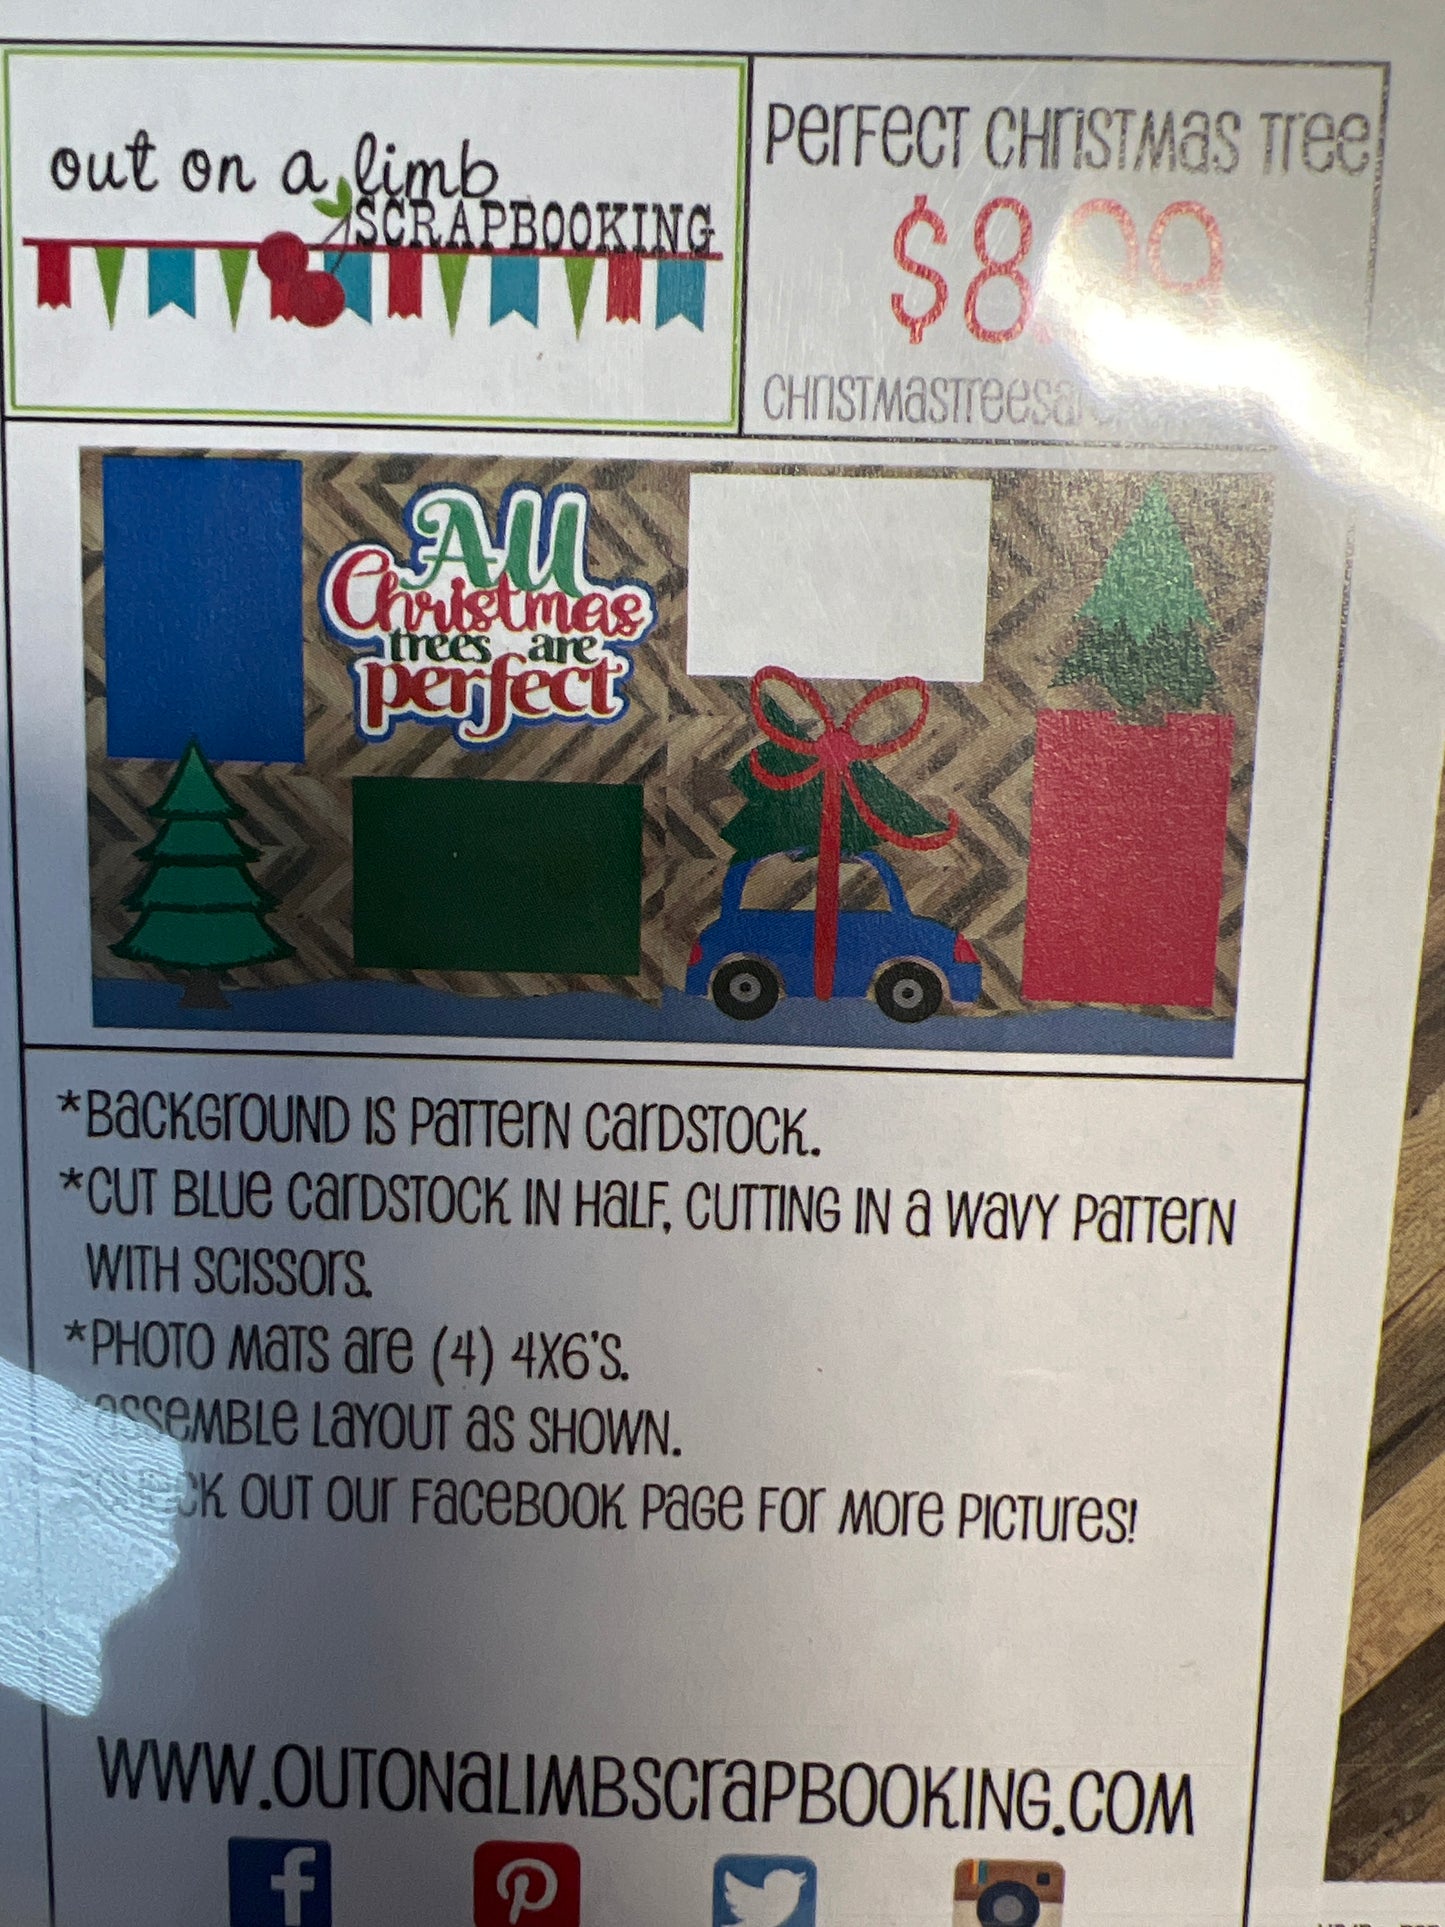 out on a limb
SCRAPBOOKING
Perfect Christmas Tree
$8.99
All
Christmas
trees are
perfect
*Background is pattern cardstock.
*Cut blue cardstock in half, cutting in a wavy pattern
with scissors.
*Photo mats are (4) 4x6's.
*Assemble layout as shown.
*Check out our Facebook page for more pictures!
www.outonalimbscrapbooking.com